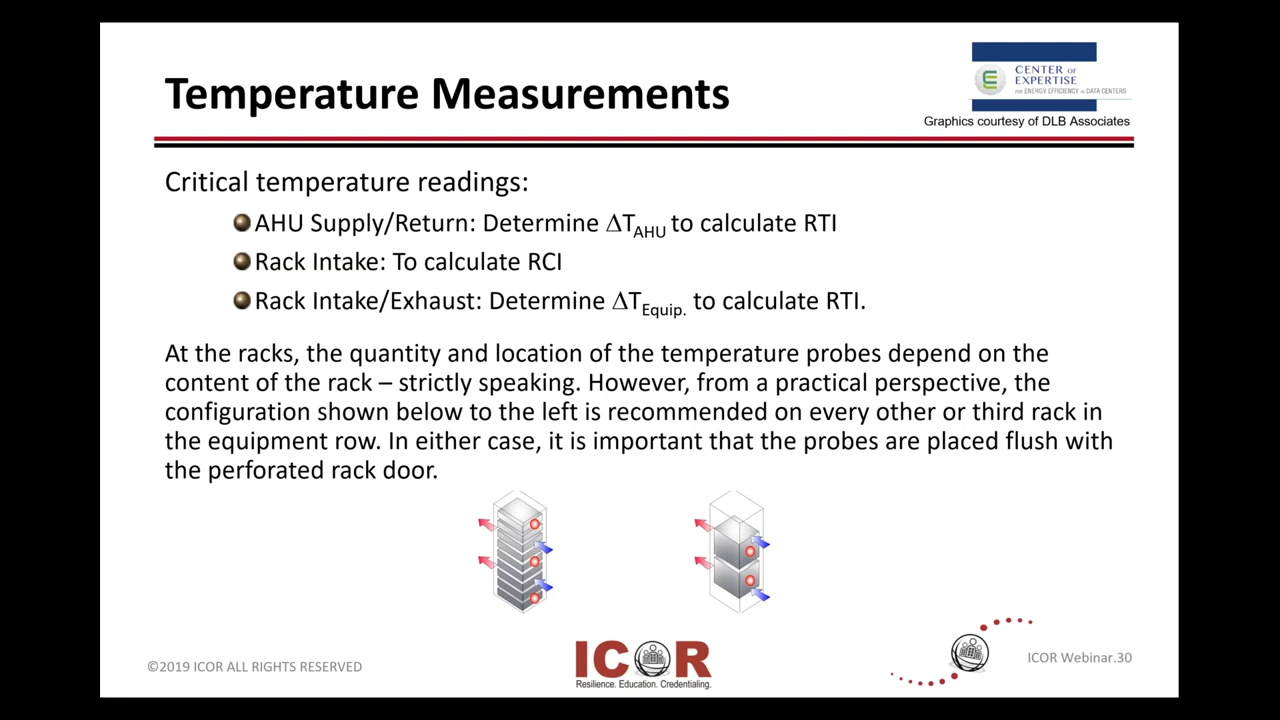 Temperature Measurements
CENTER OF
EXPERTISE
FOR ENERGY EFFICIENCY IN DATA CENTERS
Graphics courtesy of DLB Associates
Critical temperature readings:
AHU Supply/Return: Determine ΔTAHU to calculate RTI
Rack Intake: To calculate RCI
Rack Intake/Exhaust: Determine ΔTEquip. to calculate RTI.
At the racks, the quantity and location of the temperature probes depend on the
content of the rack – strictly speaking. However, from a practical perspective, the
configuration shown below to the left is recommended on every other or third rack in
the equipment row. In either case, it is important that the probes are placed flush with
the perforated rack door.
©2019 ICOR ALL RIGHTS RESERVED
ICOR
Resilience. Education. Credentialing.
ICOR Webinar.30